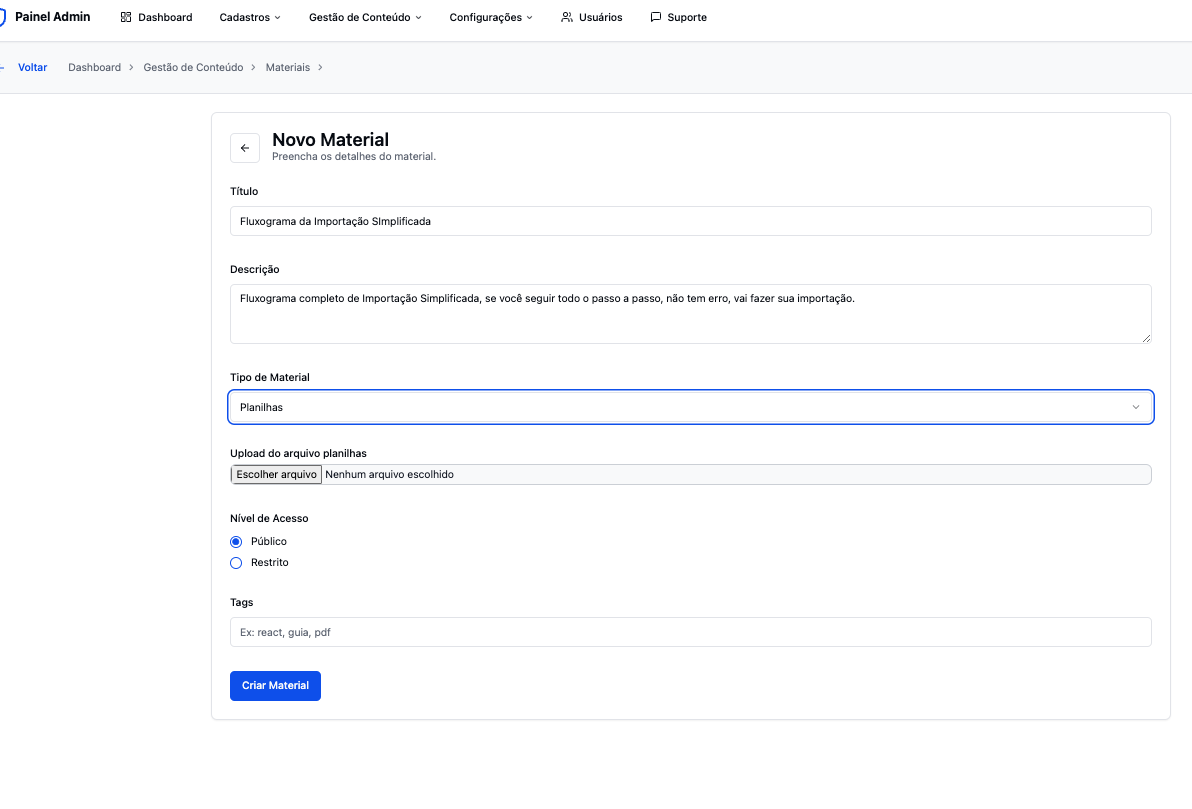 Painel Admin Dashboard Cadastros Gestão de Conteúdo Configurações Usuários Suporte
Voltar Dashboard > Gestão de Conteúdo > Materiais >
Novo Material
Preencha os detalhes do material.
Título
Fluxograma da Importação SImplificada
Descrição
Fluxograma completo de Importação Simplificada, se você seguir todo o passo a passo, não tem erro, vai fazer sua importação.
Tipo de Material
Planilhas
Upload do arquivo planilhas
Escolher arquivo Nenhum arquivo escolhido
Nível de Acesso
Público
Restrito
Tags
Ex: react, guia, pdf
Criar Material